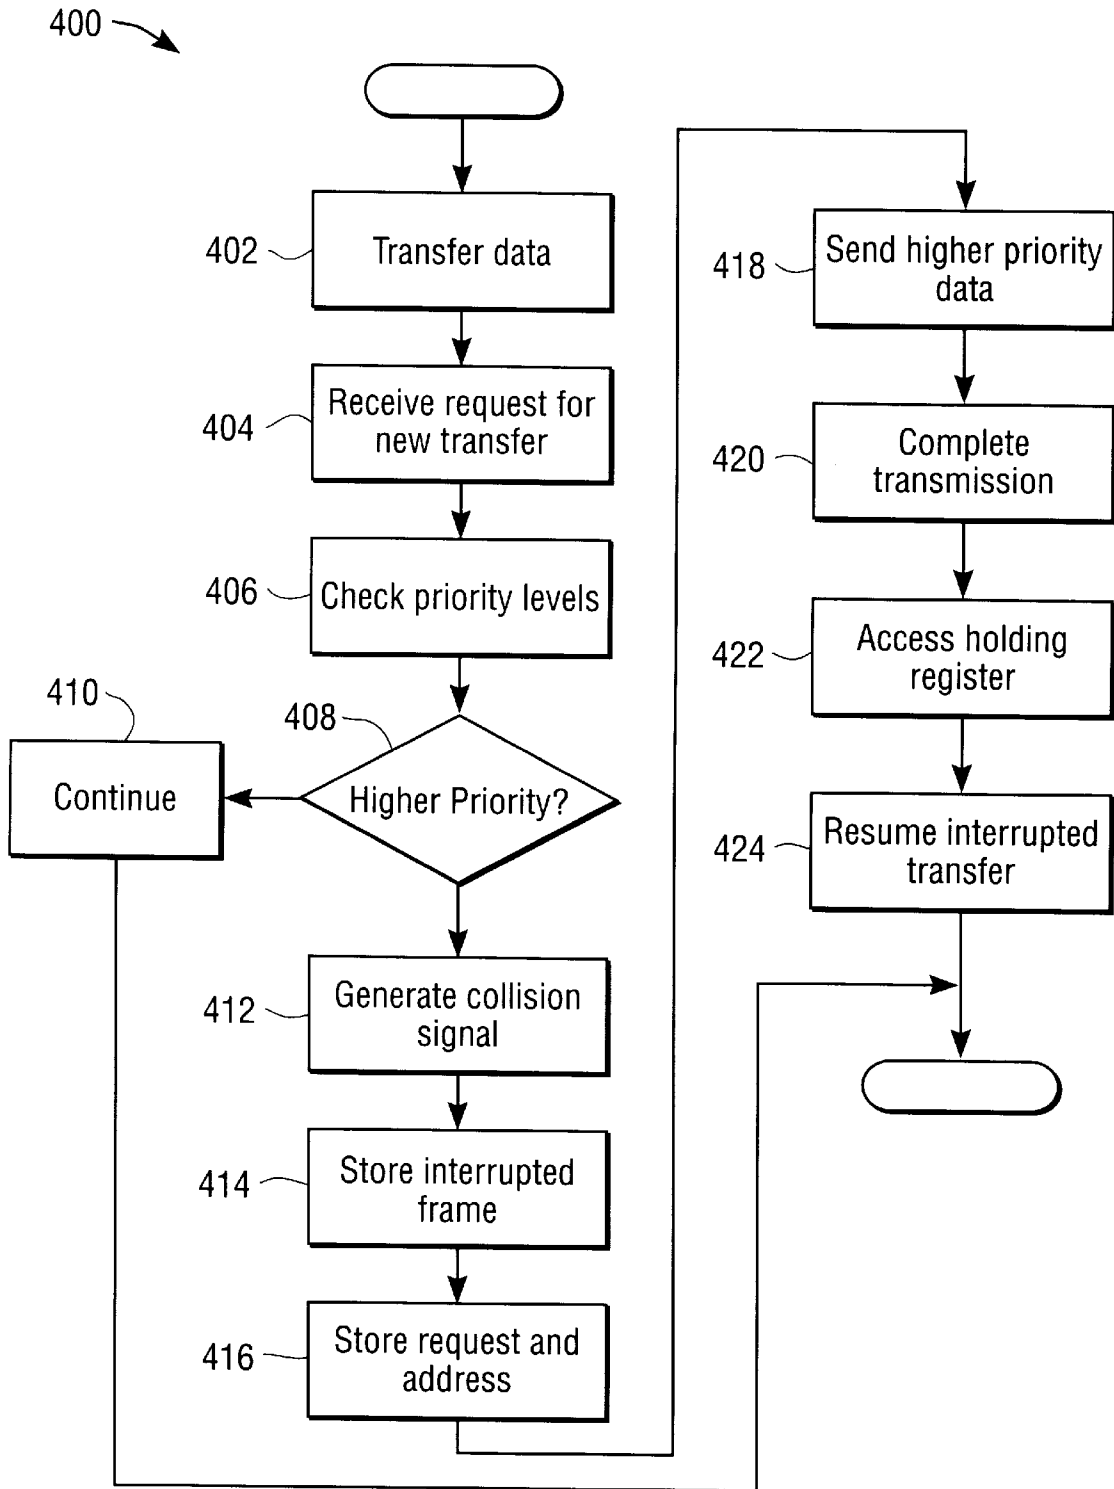 400
402
Transfer data
404
Receive request for
new transfer
406
Check priority levels
408
Higher Priority?
410
Continue
412
Generate collision
signal
414
Store interrupted
frame
416
Store request and
address
418
Send higher priority
data
420
Complete
transmission
422
Access holding
register
424
Resume interrupted
transfer